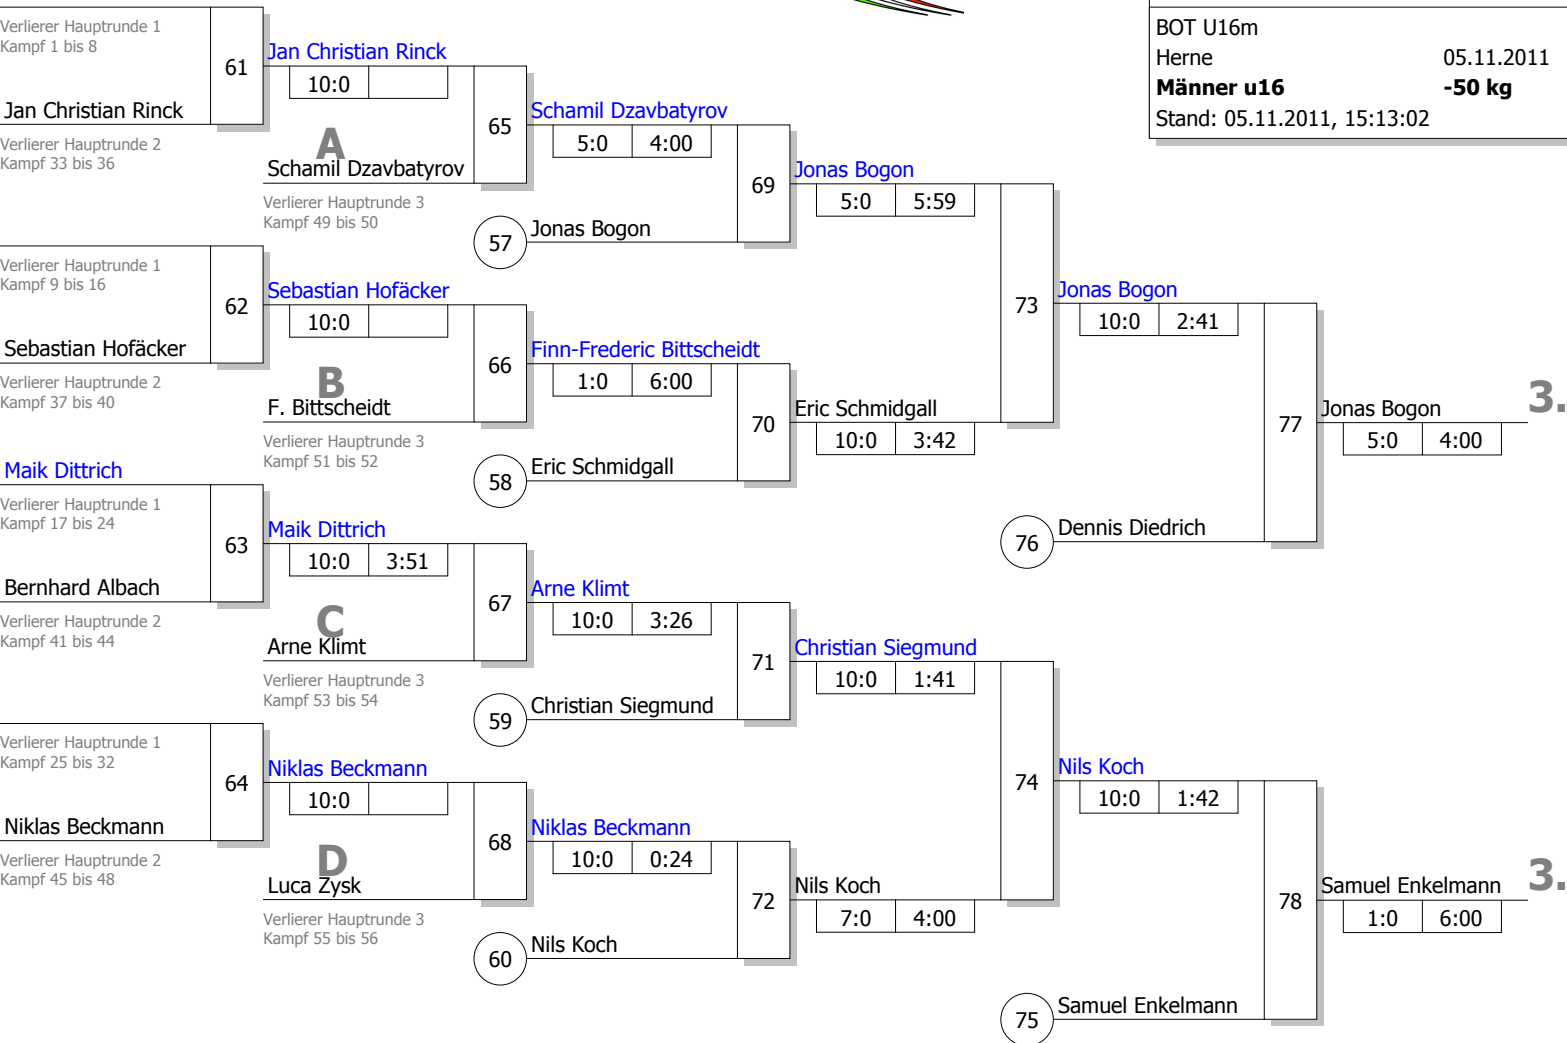 BOT U16m
Herne 05.11.2011
Männer u16 -50 kg
Stand: 05.11.2011, 15:13:02
Verlierer Hauptrunde 1
Kampf 1 bis 8
61
Jan Christian Rinck
Verlierer Hauptrunde 2
Kampf 33 bis 36
Verlierer Hauptrunde 1
Kampf 9 bis 16
62
Sebastian Hofäcker
Verlierer Hauptrunde 2
Kampf 37 bis 40
Maik Dittrich
Verlierer Hauptrunde 1
Kampf 17 bis 24
63
Bernhard Albach
Verlierer Hauptrunde 2
Kampf 41 bis 44
Verlierer Hauptrunde 1
Kampf 25 bis 32
64
Niklas Beckmann
Verlierer Hauptrunde 2
Kampf 45 bis 48
Jan Christian Rinck
10:0
A
65
Schamil Dzavbatyrov
Verlierer Hauptrunde 3
Kampf 49 bis 50
Sebastian Hofäcker
10:0
B
66
F. Bittscheidt
Verlierer Hauptrunde 3
Kampf 51 bis 52
Maik Dittrich
10:0 3:51
C
67
Arne Klimt
Verlierer Hauptrunde 3
Kampf 53 bis 54
Niklas Beckmann
10:0
D
68
Luca Zysk
Verlierer Hauptrunde 3
Kampf 55 bis 56
Schamil Dzavbatyrov
5:0 4:00
69
57 Jonas Bogon
Finn-Frederic Bittscheidt
1:0 6:00
70
58 Eric Schmidgall
Arne Klimt
10:0 3:26
71
59 Christian Siegmund
Niklas Beckmann
10:0 0:24
72
60 Nils Koch
Jonas Bogon
5:0 5:59
73
Eric Schmidgall
10:0 3:42
Christian Siegmund
10:0 1:41
74
Nils Koch
7:0 4:00
Jonas Bogon
10:0 2:41
77
76 Dennis Diedrich
Nils Koch
10:0 1:42
78
75 Samuel Enkelmann
Jonas Bogon 3.
5:0 4:00
Samuel Enkelmann 3.
1:0 6:00